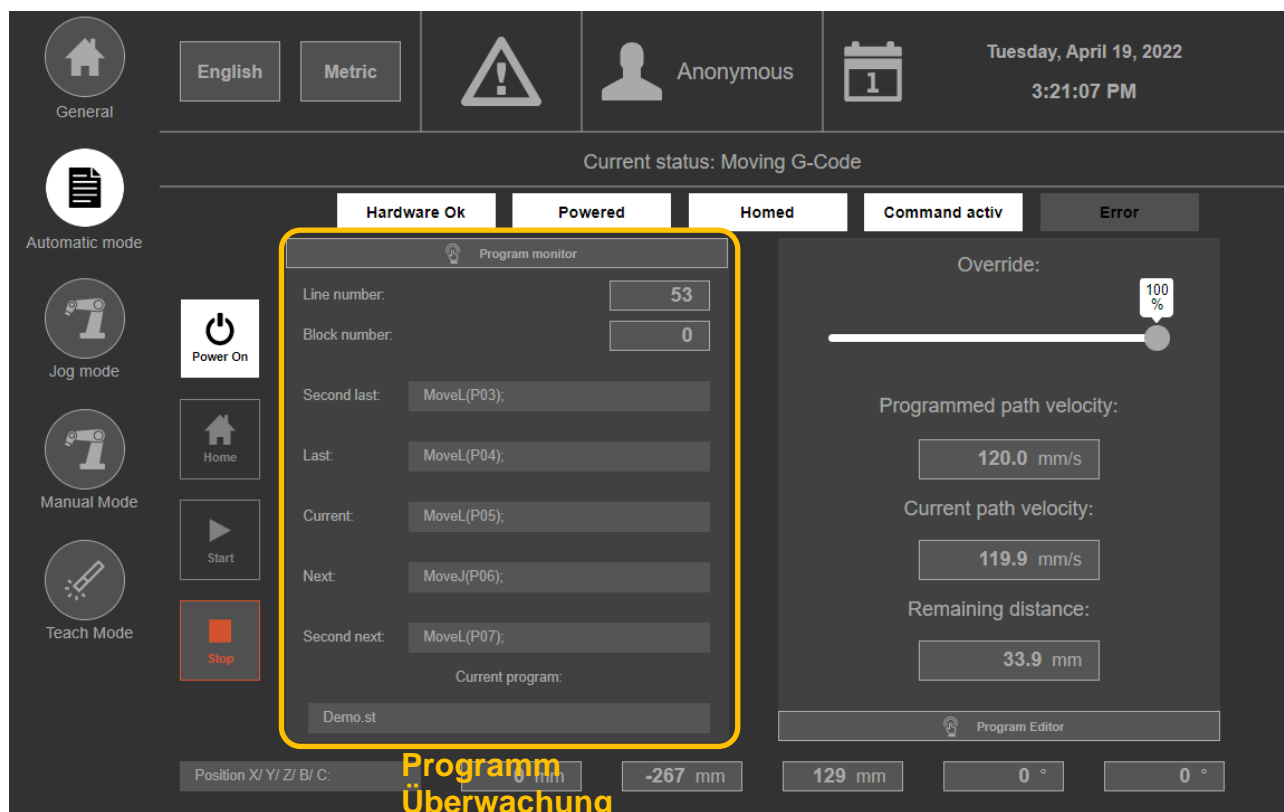 English
Metric
Anonymous
1
Tuesday, April 19, 2022
3:21:07 PM
General
Current status: Moving G-Code
Automatic mode
Hardware Ok
Powered
Homed
Command activ
Error
Program monitor
Line number:
53
Block number:
0
Second last:
MoveL(P03);
Last:
MoveL(P04);
Current:
MoveL(P05);
Next:
MoveJ(P06);
Second next:
MoveL(P07);
Current program:
Demo.st
Power On
Home
Start
Stop
Jog mode
Manual Mode
Teach Mode
Override:
100
%
Programmed path velocity:
120.0 mm/s
Current path velocity:
119.9 mm/s
Remaining distance:
33.9 mm
Program Editor
Position X/ Y/ Z/ B/ C:
0 mm
-267 mm
129 mm
0 °
0 °
Programm
Überwachung